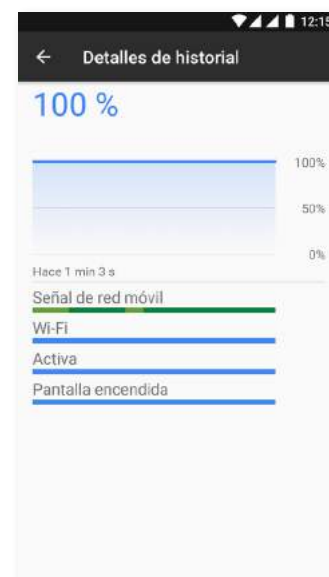 12:15
Detalles de historial
100 %
100%
50%
0%
Hace 1 min 3 s
Señal de red móvil
Wi-Fi
Activa
Pantalla encendida